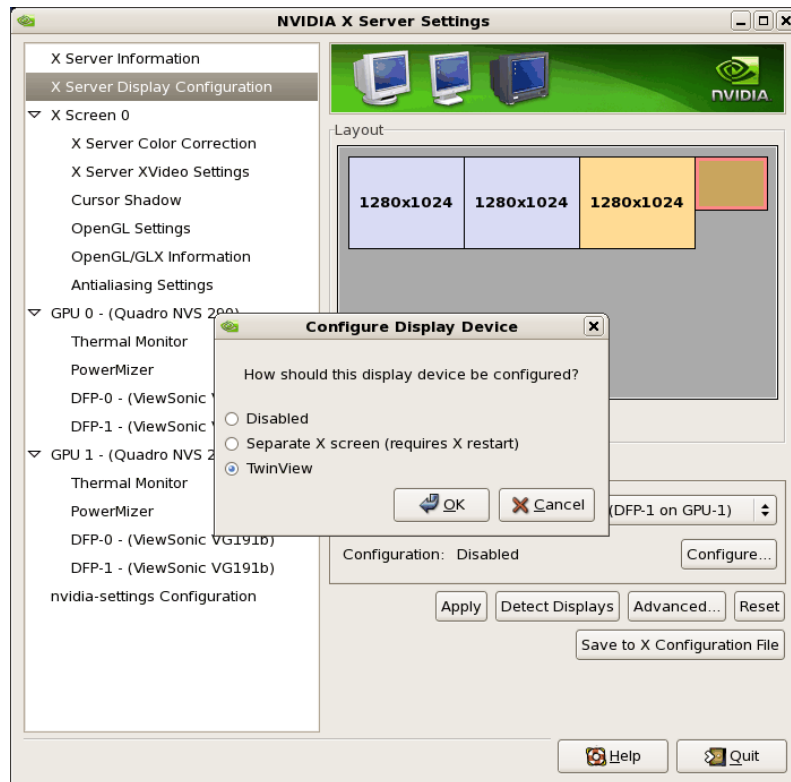 NVIDIA X Server Settings
X Server Information
X Server Display Configuration
X Screen 0
X Server Color Correction
X Server XVideo Settings
Cursor Shadow
OpenGL Settings
OpenGL/GLX Information
Antialiasing Settings
GPU 0 - (Quadro NVS 290)
Thermal Monitor
PowerMizer
DFP-0 - (ViewSonic
DFP-1 - (ViewSonic
GPU 1 - (Quadro NVS 2
Thermal Monitor
PowerMizer
DFP-0 - (ViewSonic VG191b)
DFP-1 - (ViewSonic VG191b)
nvidia-settings Configuration
NVIDIA
Layout
1280x1024 1280x1024 1280x1024
Configure Display Device
How should this display device be configured?
Disabled
Separate X screen (requires X restart)
TwinView
OK Cancel
(DFP-1 on GPU-1)
Configuration: Disabled Configure...
Apply Detect Displays Advanced... Reset
Save to X Configuration File
Help Quit